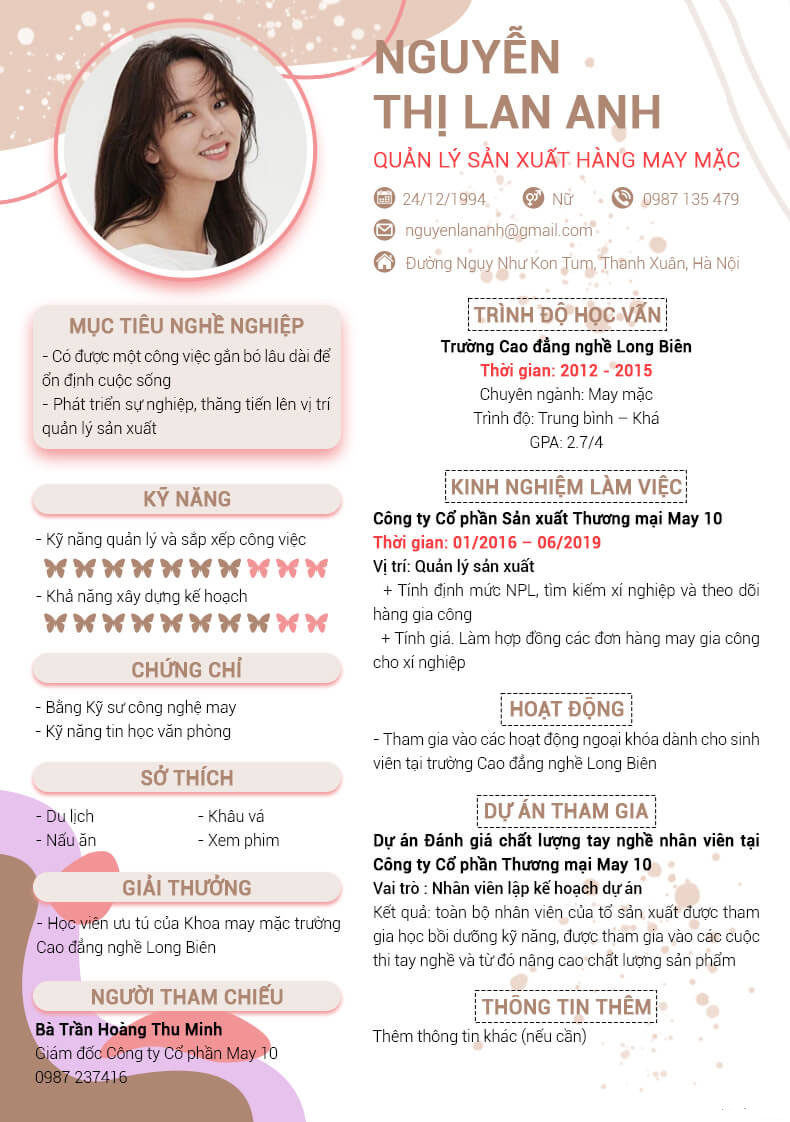 NGUYỄN
THỊ LAN ANH
QUẢN LÝ SẢN XUẤT HÀNG MAY MẶC
24/12/1994 Nữ 0987 135 479
nguyenlananh@gmail.com
Đường Ngụy Như Kon Tum, Thanh Xuân, Hà Nội
MỤC TIÊU NGHỀ NGHIỆP
- Có được một công việc gắn bó lâu dài để
ổn định cuộc sống
- Phát triển sự nghiệp, thăng tiến lên vị trí
quản lý sản xuất
KỸ NĂNG
- Kỹ năng quản lý và sắp xếp công việc
- Khả năng xây dựng kế hoạch
CHỨNG CHỈ
- Bằng Kỹ sư công nghệ may
- Kỹ năng tin học văn phòng
SỞ THÍCH
- Du lịch - Khâu vá
- Nấu ăn - Xem phim
GIẢI THƯỞNG
- Học viên ưu tú của Khoa may mặc trường
Cao đẳng nghề Long Biên
NGƯỜI THAM CHIẾU
Bà Trần Hoàng Thu Minh
Giám đốc Công ty Cổ phần May 10
0987 237416
TRÌNH ĐỘ HỌC VẤN
Trường Cao đẳng nghề Long Biên
Thời gian: 2012 - 2015
Chuyên ngành: May mặc
Trình độ: Trung bình – Khá
GPA: 2.7/4
KINH NGHIỆM LÀM VIỆC
Công ty Cổ phần Sản xuất Thương mại May 10
Thời gian: 01/2016 – 06/2019
Vị trí: Quản lý sản xuất
+ Tính định mức NPL, tìm kiếm xí nghiệp và theo dõi
hàng gia công
+ Tính giá. Làm hợp đồng các đơn hàng may gia công
cho xí nghiệp
HOẠT ĐỘNG
- Tham gia vào các hoạt động ngoại khóa dành cho sinh
viên tại trường Cao đẳng nghề Long Biên
DỰ ÁN THAM GIA
Dự án Đánh giá chất lượng tay nghề nhân viên tại
Công ty Cổ phần Thương mại May 10
Vai trò : Nhân viên lập kế hoạch dự án
Kết quả: toàn bộ nhân viên của tổ sản xuất được tham
gia học bồi dưỡng kỹ năng, được tham gia vào các cuộc
thi tay nghề và từ đó nâng cao chất lượng sản phẩm
THÔNG TIN THÊM
Thêm thông tin khác (nếu cần)